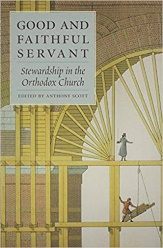 GOOD AND
FAITHFUL
SERVANT
Stewardship in the
Orthodox Church
EDITED BY ANTHONY SCOTT